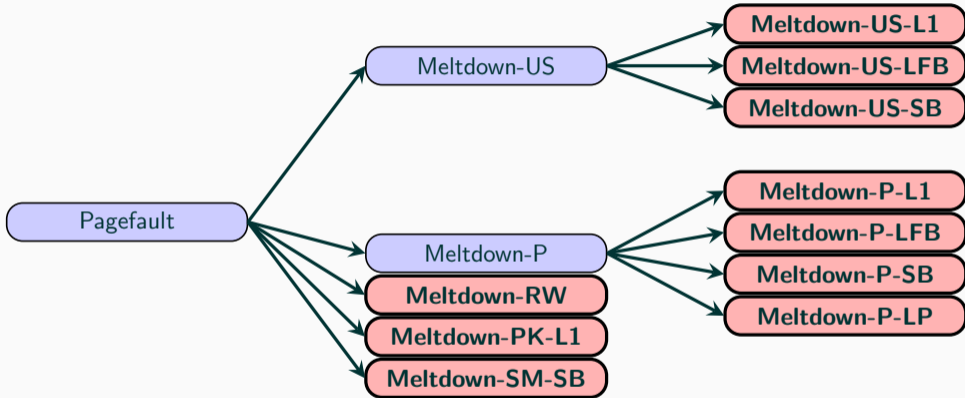 Pagefault
Meltdown-US
Meltdown-US-L1
Meltdown-US-LFB
Meltdown-US-SB
Meltdown-P
Meltdown-P-L1
Meltdown-P-LFB
Meltdown-P-SB
Meltdown-P-LP
Meltdown-RW
Meltdown-PK-L1
Meltdown-SM-SB